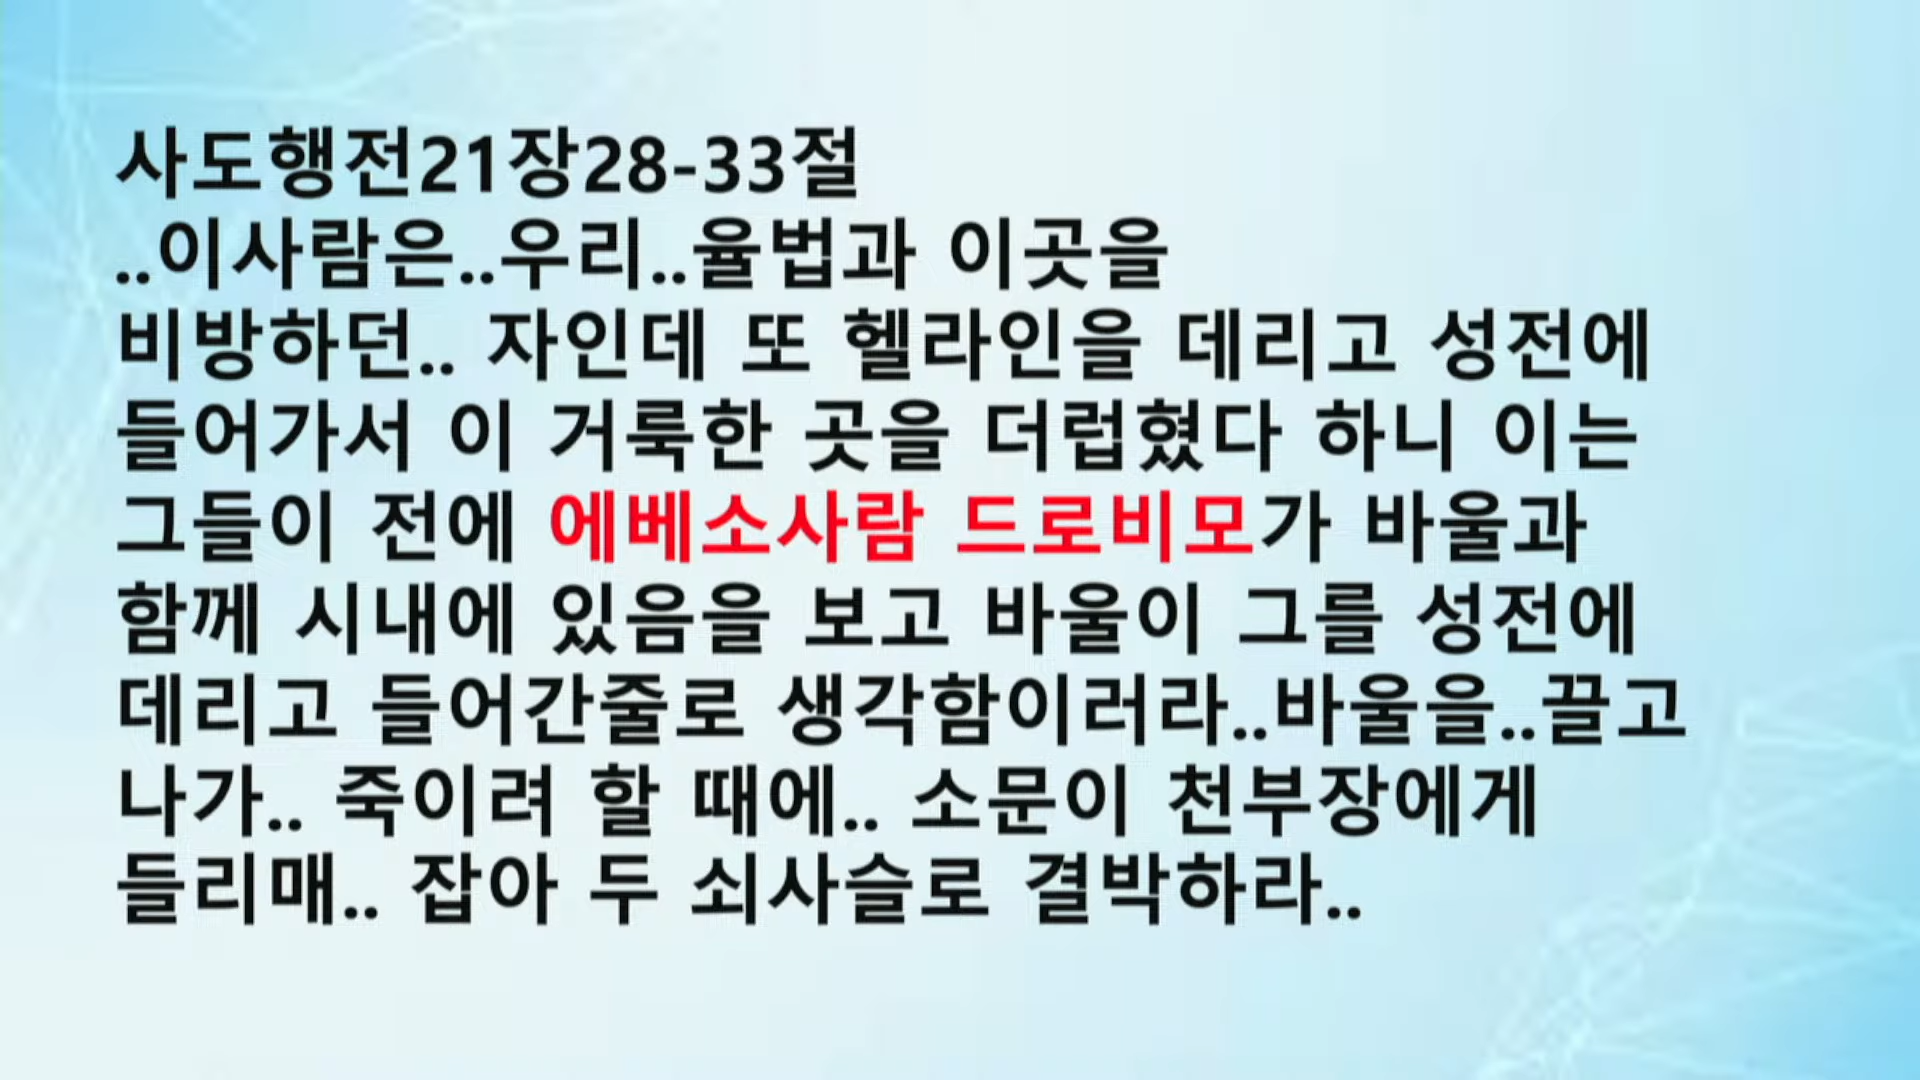 사도행전21장28-33절
..이사람은..우리..율법과 이곳을
비방하던.. 자인데 또 헬라인을 데리고 성전에
들어가서 이 거룩한 곳을 더럽혔다 하니 이는
그들이 전에 에베소사람 드로비모가 바울과
함께 시내에 있음을 보고 바울이 그를 성전에
데리고 들어간줄로 생각함이러라..바울을..끌고
나가.. 죽이려 할 때에.. 소문이 천부장에게
들리매.. 잡아 두 쇠사슬로 결박하라..